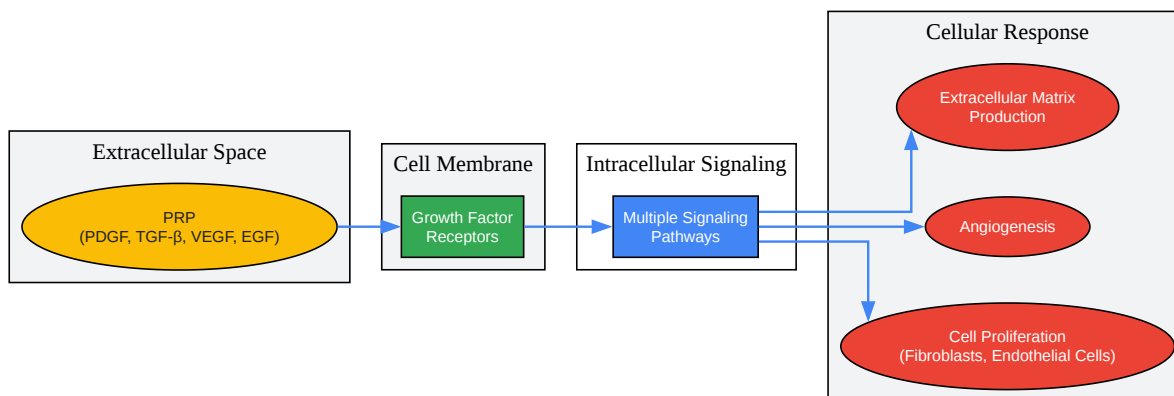 Extracellular Space
PRP
(PDGF, TGF-β, VEGF, EGF)
Cell Membrane
Growth Factor
Receptors
Intracellular Signaling
Multiple Signaling
Pathways
Cellular Response
Extracellular Matrix
Production
Angiogenesis
Cell Proliferation
(Fibroblasts, Endothelial Cells)